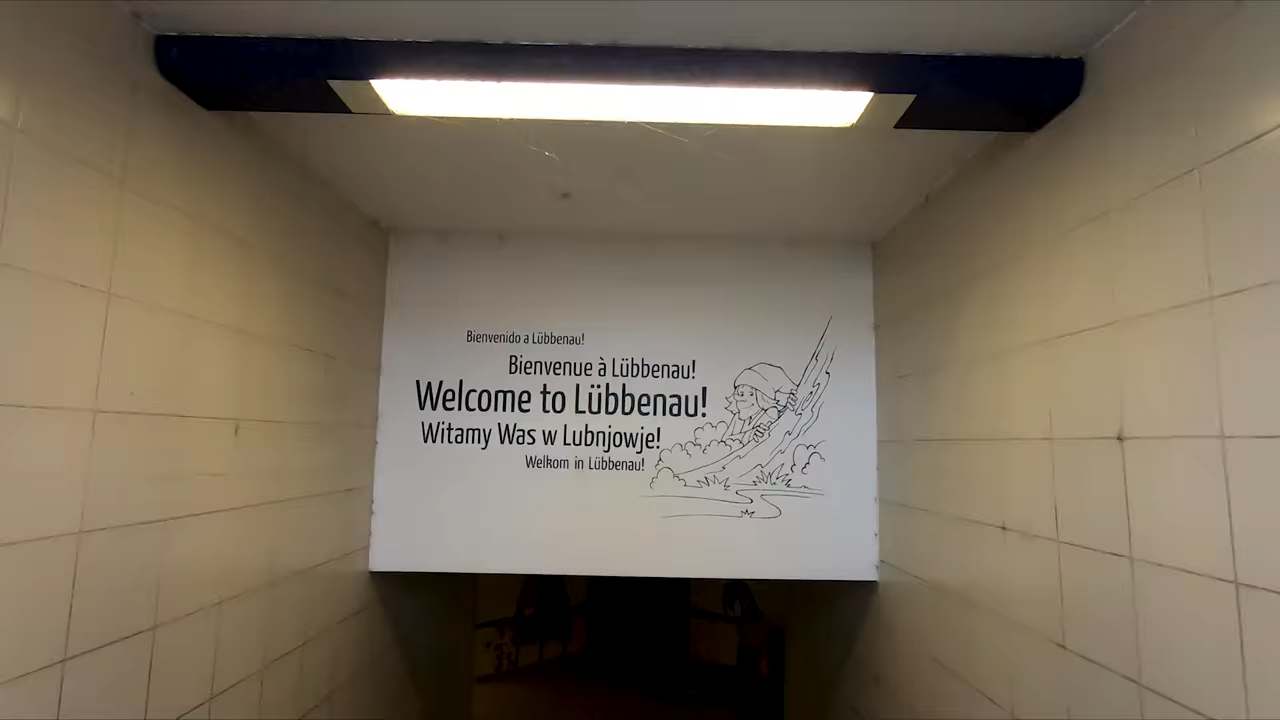 Bienvenido a Lübbenau!
Bienvenue à Lübbenau!
Welcome to Lübbenau!
Witamy Was w Lubnjowje!
Welkom in Lübbenau!